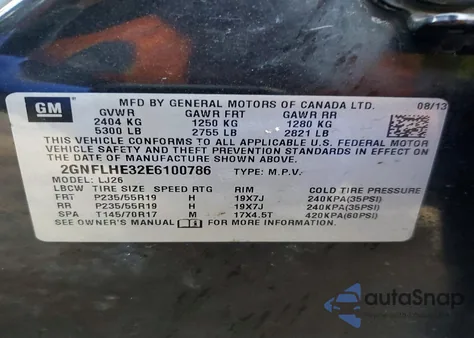 GM
MFD BY GENERAL MOTORS OF CANADA LTD. 08/13
GVWR GAWR FRT GAWR RR
2404 KG 1250 KG 1280 KG
5300 LB 2755 LB 2821 LB
THIS VEHICLE CONFORMS TO ALL APPLICABLE U.S. FEDERAL MOTOR
VEHICLE SAFETY AND
THEFT PREVENTION STANDARDS IN EFFECT ON THE DATE OF
MANUFACTURE SHOWN ABOVE.
2GNFLHE32E6100786 TYPE: M.P.V.
MODEL: LJ26
LBCW TIRE SIZE SPEED RTG RIM COLD TIRE PRESSURE
FRT P235/55R19 H 19X7J 240KPA(35PSI)
RR P235/55R19 H 19X7J 240KPA(35PSI)
SPA T145/70R17 M 17X4.5T 420KPA(60PSI)
SEE OWNER'S MANUAL FOR MORE INFORMATION.
autaSnap